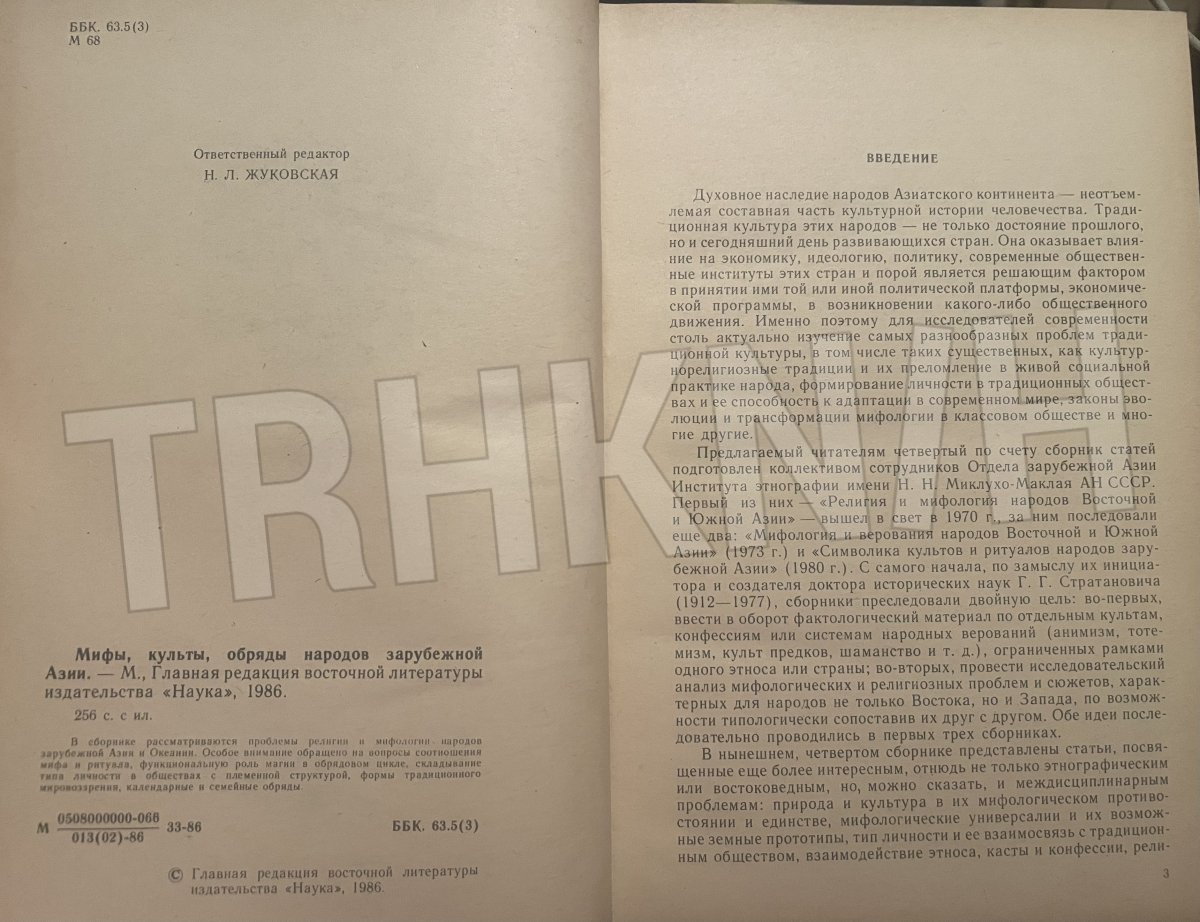 ББК. 63.5(3)
М 68
Ответственный редактор
Н. Л. ЖУКОВСКАЯ
Мифы, культы, обряды народов зарубежной
Азии. — М., Главная редакция восточной литературы
издательства «Наука», 1986.
256 с. с ил.
В сборнике рассматриваются проблемы религии и мифологии народов
зарубежной Азии и Океании. Особое внимание обращено на вопросы соотношения
мифа и ритуала, функциональную роль магии в обрядовом цикле, складывание
типа личности в обществах с племенной структурой, формы традиционного
мировоззрения, календарные и семейные обряды.
М 0508000000-066
013(02)-86 33-86
ББК. 63.5(3)
© Главная редакция восточной литературы
издательства «Наука», 1986.
ВВЕДЕНИЕ
Духовное наследие народов Азиатского континента — неотъем-
лемая составная часть культурной истории человечества. Тради-
ционная культура этих народов — не только достояние прошлого,
но и сегодняшний день развивающихся стран. Она оказывает влия-
ние на экономику, идеологию, политику, современные обществен-
ные институты этих стран и порой является решающим фактором
в принятии ими той или иной политической платформы, экономиче-
ской программы, в возникновении какого-либо общественного
движения. Именно поэтому для исследователей современности
столь актуально изучение самых разнообразных проблем тради-
ционной культуры, в том числе таких существенных, как культур-
норелигиозные традиции и их преломление в живой социальной
практике народа, формирование личности в традиционных общест-
вах и ее способность к адаптации в современном мире, законы эво-
люции и трансформации мифологии в классовом обществе и мно-
гие другие.
Предлагаемый читателям четвертый по счету сборник статей
подготовлен коллективом сотрудников Отдела зарубежной Азии
Института этнографии имени Н. Н. Миклухо-Маклая АН СССР.
Первый из них — «Религия и мифология народов Восточной
и Южной Азии» — вышел в свет в 1970 г., за ним последовали
еще два: «Мифология и верования народов Восточной и Южной
Азии» (1973 г.) и «Символика культов и ритуалов народов зару-
бежной Азии» (1980 г.). С самого начала, по замыслу их инициа-
тора и создателя доктора исторических наук Г. Г. Стратановича
(1912—1977), сборники преследовали двойную цель: во-первых,
ввести в оборот фактологический материал по отдельным культам,
конфессиям или системам народных верований (анимизм, тоте-
мизм, культ предков, шаманство и т. д.), ограниченных рамками
одного этноса или страны; во-вторых, провести исследовательский
анализ мифологических и религиозных проблем и сюжетов, харак-
терных для народов не только Востока, но и Запада, по возмож-
ности типологически сопоставив их друг с другом. Обе идеи после-
довательно проводились в первых трех сборниках.
В нынешнем, четвертом сборнике представлены статьи, посвя-
щенные еще более интересным, отнюдь не только этнографическим
или востоковедным, но, можно сказать, и междисциплинарным
проблемам: природа и культура в их мифологическом противо-
стоянии и единстве, мифологические универсалии и их возмож-
ные земные прототипы, тип личности и ее взаимосвязь с традицион-
ным обществом, взаимодействие этноса, касты и конфессии, рели-
3